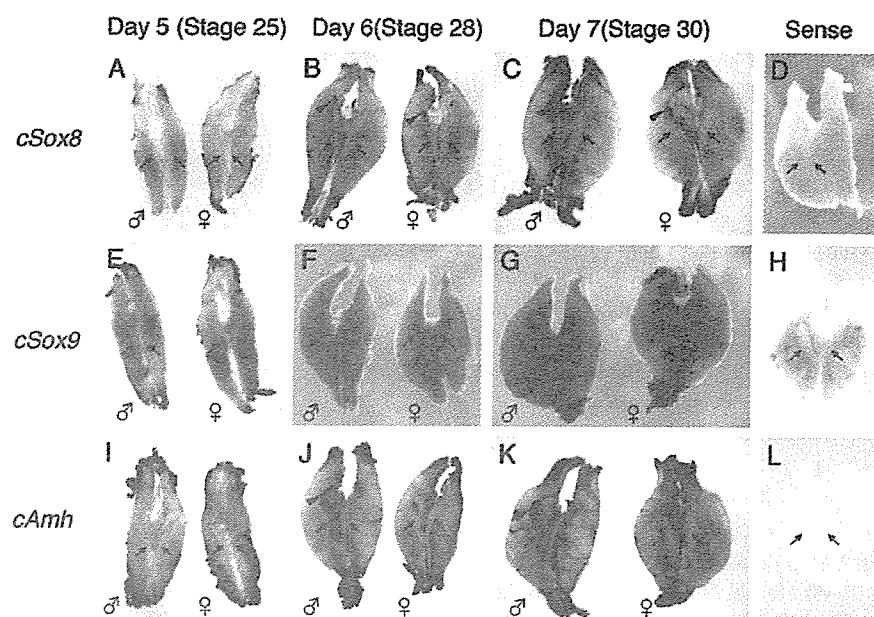 Day 5 (Stage 25) Day 6(Stage 28) Day 7(Stage 30) Sense
A B C D
cSox8
♂ ♀ ♂ ♀ ♂ ♀
E F G H
cSox9
♂ ♀ ♂ ♀ ♂ ♀
I J K L
cAmh
♂ ♀ ♂ ♀ ♂ ♀